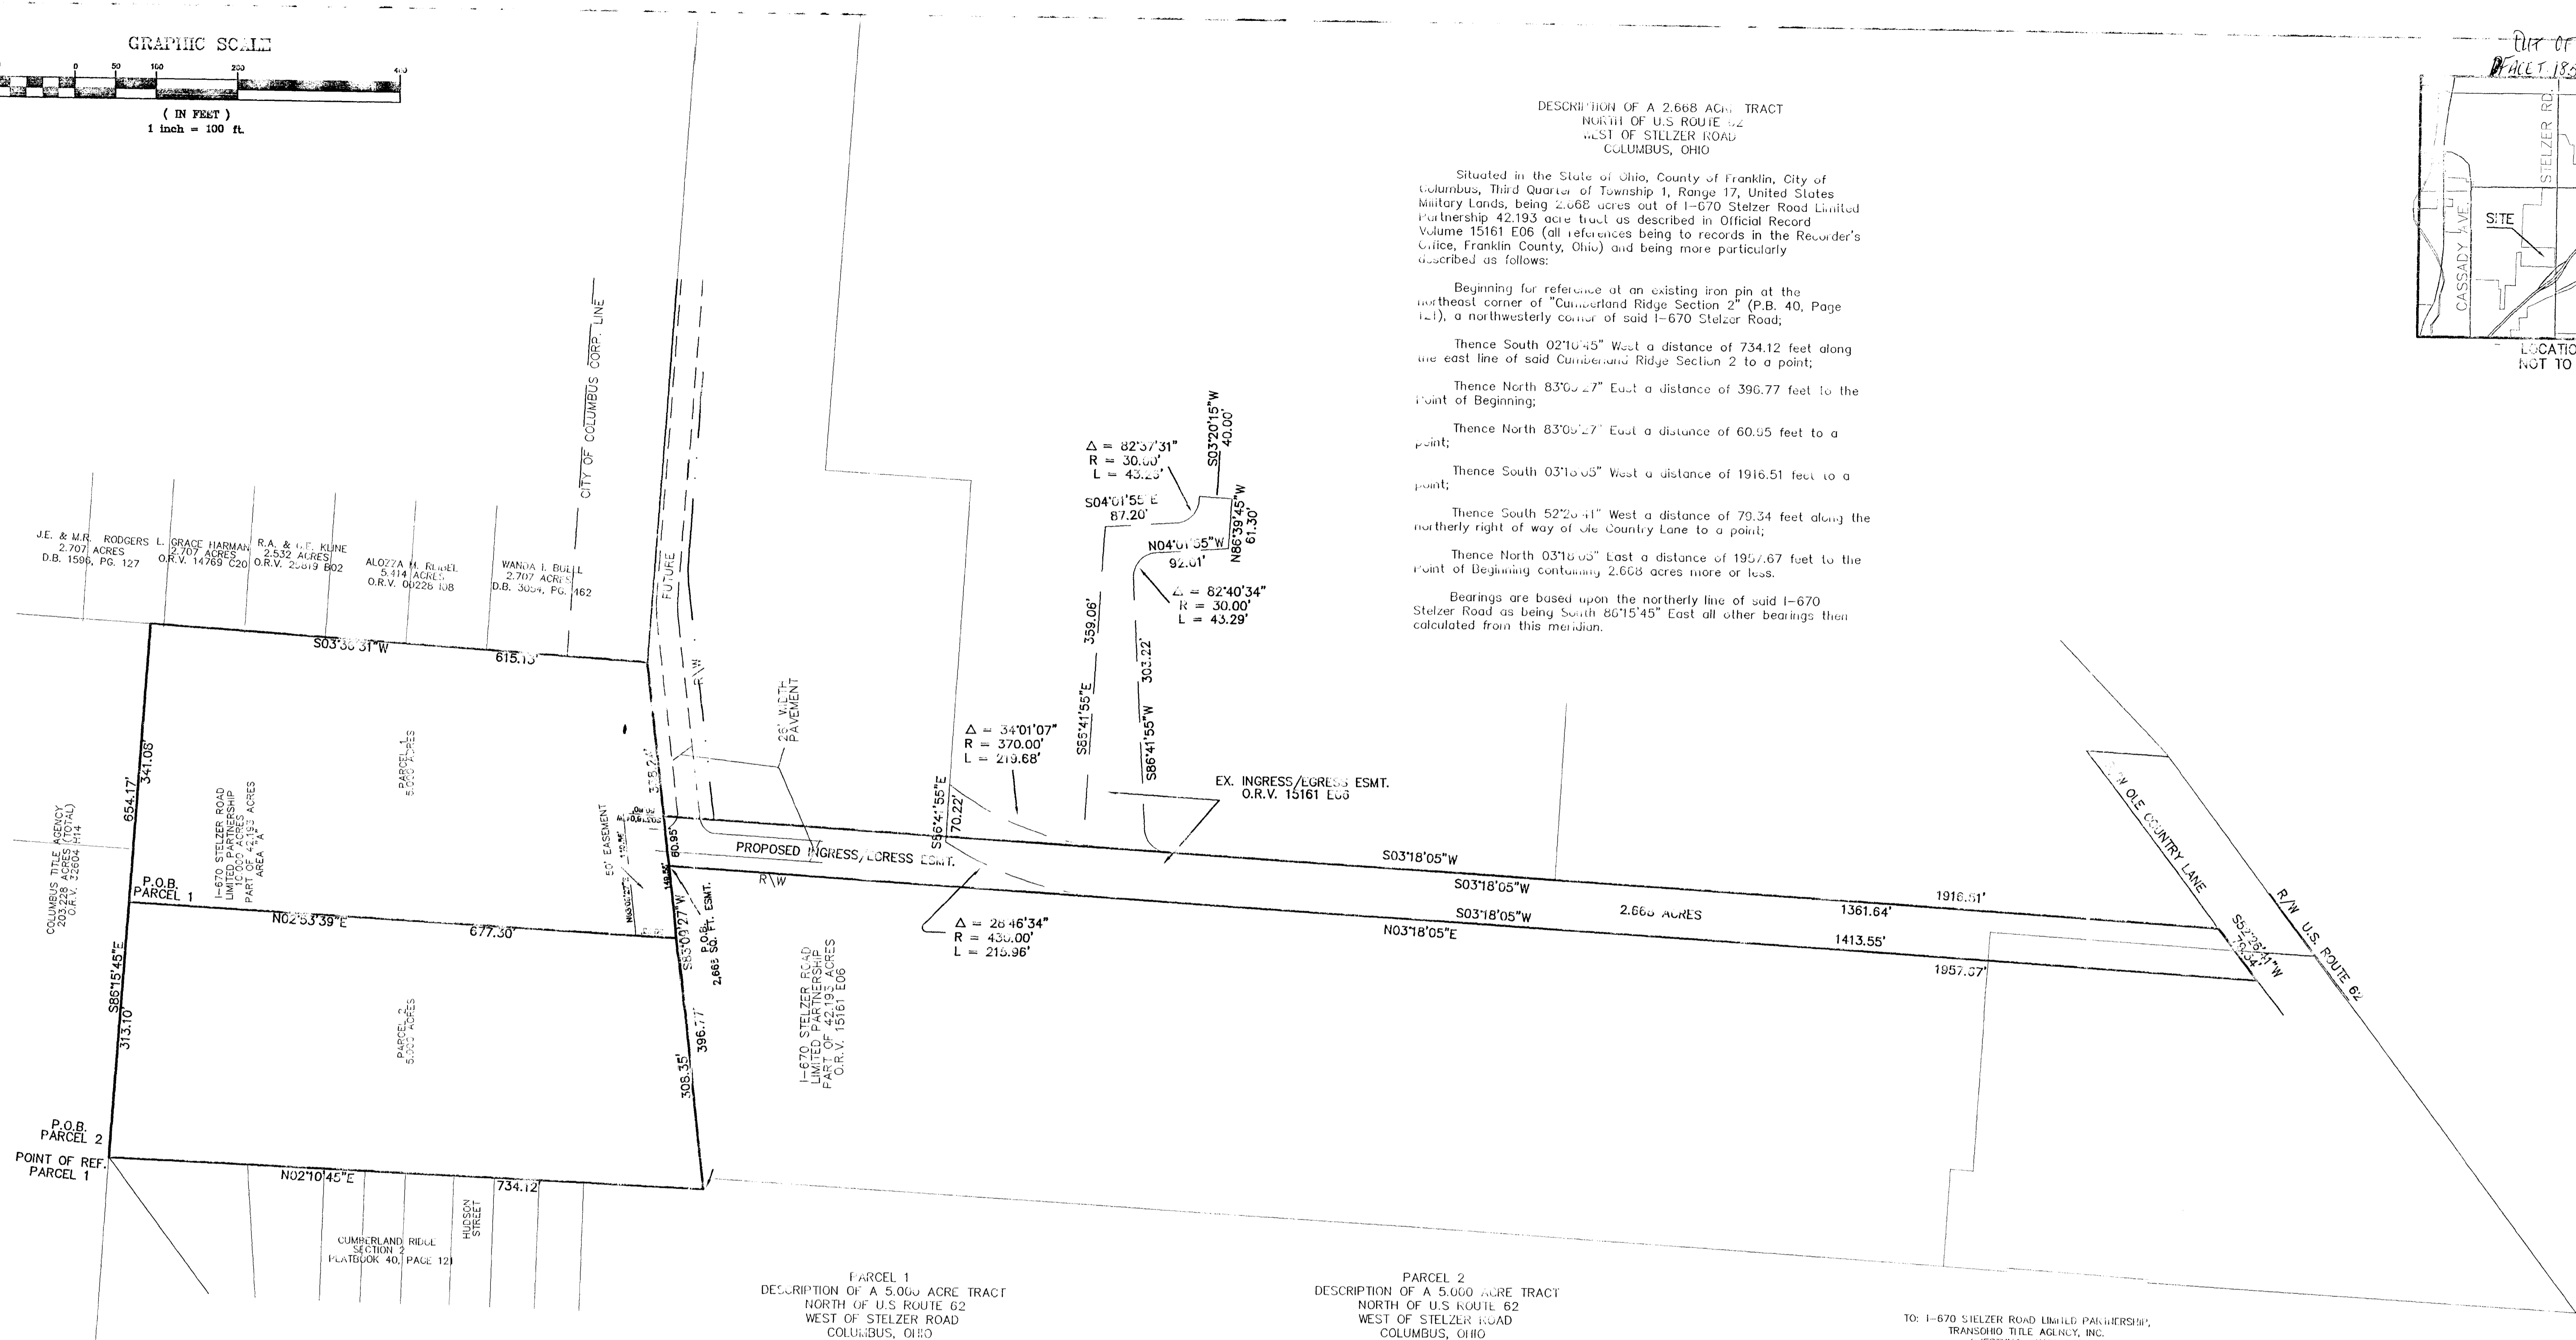 GRAPHIC SCALE
0 50 100 200 400
( IN FEET )
1 inch = 100 ft.
DESCRIPTION OF A 2.668 ACRE TRACT
NORTH OF U.S ROUTE 62
WEST OF STELZER ROAD
COLUMBUS, OHIO
Situated in the State of Ohio, County of Franklin, City of
Columbus, Third Quarter of Township 1, Range 17, United States
Military Lands, being 2.668 acres out of I-670 Stelzer Road Limited
Partnership 42.193 acre tract as described in Official Record
Volume 15161 E06 (all references being to records in the Recorder's
Office, Franklin County, Ohio) and being more particularly
described as follows:
Beginning for reference at an existing iron pin at the
northeast corner of "Cumberland Ridge Section 2" (P.B. 40, Page
121), a northwesterly corner of said I-670 Stelzer Road;
Thence South 02°10'45" West a distance of 734.12 feet along
the east line of said Cumberland Ridge Section 2 to a point;
Thence North 83°09'27" East a distance of 396.77 feet to the
Point of Beginning;
Thence North 83°09'27" East a distance of 60.95 feet to a
point;
Thence South 03°18'05" West a distance of 1916.51 feet to a
point;
Thence South 52°26'41" West a distance of 79.34 feet along the
northerly right of way of Ole Country Lane to a point;
Thence North 03°18'05" East a distance of 1957.67 feet to the
Point of Beginning containing 2.668 acres more or less.
Bearings are based upon the northerly line of said I-670
Stelzer Road as being South 86°15'45" East all other bearings then
calculated from this meridian.
OUT OF
STELZER RD.
CASSADY AVE.
SITE
LOCATIO
NOT TO
CITY OF COLUMBUS CORP. LINE
FUTURE
R\W
J.E. & M.R. RODGERS
2.707 ACRES
D.B. 1596, PG. 127
L. GRACE HARMAN
2.707 ACRES
O.R.V. 14769 C20
R.A. & KLINE
2.532 ACRES
O.R.V. B02
ALOZZA M.
5.414 ACRES
O.R.V.
WANDA I.
2.707 ACRES
D.B. 3054, PG. 462
Δ = 82°37'31"
R = 30.00'
L = 43.26'
S03°20'15"W
40.00'
S04°01'55"E
87.20'
N86°39'45"W
61.30'
N04°01'55"W
92.01'
Δ = 82°40'34"
R = 30.00'
L = 43.29'
359.06'
S86°41'55"E
303.22'
S86°41'55"W
S03°36'31"W
615.13'
341.08'
654.17'
PARCEL 1
5.000 ACRES
26' WIDTH
PAVEMENT
Δ = 34°01'07"
R = 370.00'
L = 219.68'
EX. INGRESS/EGRESS ESMT.
O.R.V. 15161 E06
S86°41'55"E
70.22'
COLUMBUS TITLE AGENCY
203.228 ACRES (TOTAL)
O.R.V. 32604 H14
I-670 STELZER ROAD
LIMITED PARTNERSHIP
10.000 ACRES
PART OF 42.193 ACRES
AREA "A"
50' EASEMENT
60.95'
PROPOSED INGRESS/EGRESS ESMT.
R\W
P.O.B.
PARCEL 1
N02°53'39"E
677.30'
S83°09'27"W
P.O.B.
2,665 SQ. FT. ESMT.
Δ = 28°46'34"
R = 430.00'
L = 215.96'
S03°18'05"W
1916.51'
S03°18'05"W
1361.64'
2.668 ACRES
S03°18'05"W
1413.55'
N03°18'05"E
1957.67'
R/W OLE COUNTRY LANE
S52°26'41"W
79.34'
R/W U.S. ROUTE 62
S86°15'45"E
313.10'
PARCEL 2
5.000 ACRES
396.77'
308.35'
I-670 STELZER ROAD
LIMITED PARTNERSHIP
PART OF 42.193 ACRES
O.R.V. 15161 E06
P.O.B.
PARCEL 2
POINT OF REF.
PARCEL 1
N02°10'45"E
734.12'
HUDSON
STREET
CUMBERLAND RIDGE
SECTION 2
PLATBOOK 40, PAGE 121
PARCEL 1
DESCRIPTION OF A 5.000 ACRE TRACT
NORTH OF U.S ROUTE 62
WEST OF STELZER ROAD
COLUMBUS, OHIO
PARCEL 2
DESCRIPTION OF A 5.000 ACRE TRACT
NORTH OF U.S ROUTE 62
WEST OF STELZER ROAD
COLUMBUS, OHIO
TO: I-670 STELZER ROAD LIMITED PARTNERSHIP,
TRANSOHIO TITLE AGENCY, INC.